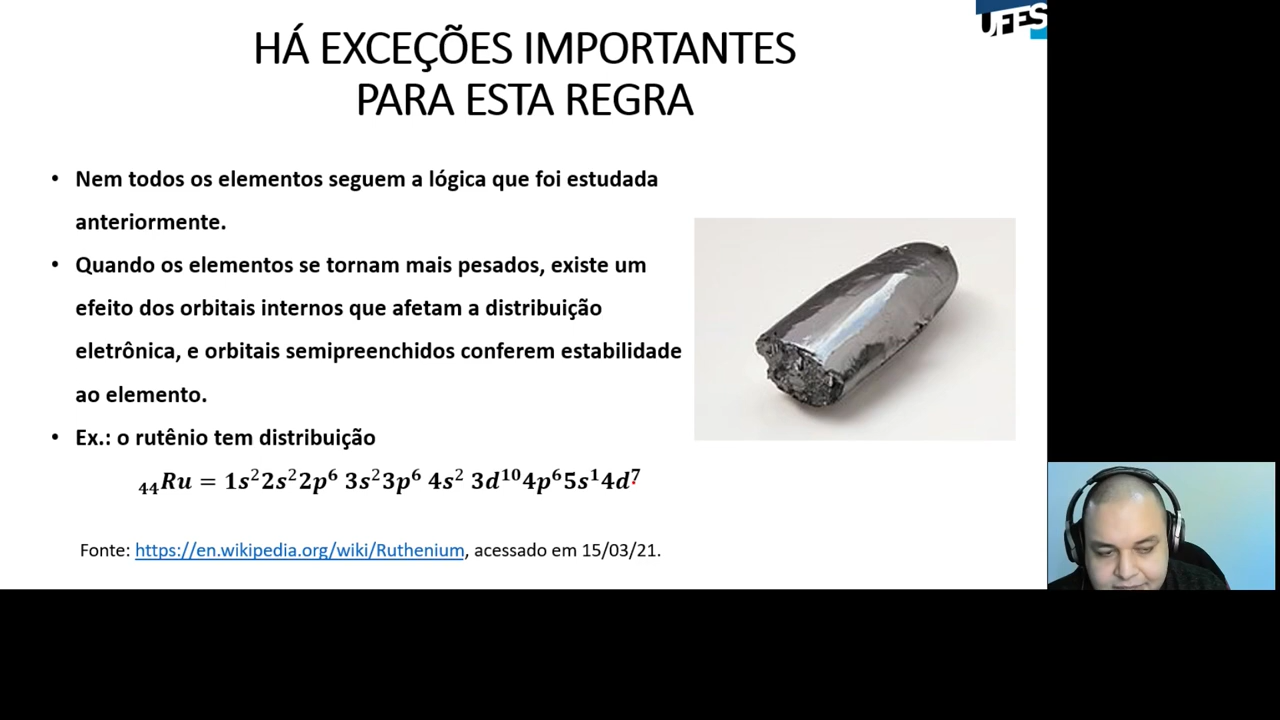 UFFS
HÁ EXCEÇÕES IMPORTANTES
PARA ESTA REGRA
• Nem todos os elementos seguem a lógica que foi estudada
anteriormente.
• Quando os elementos se tornam mais pesados, existe um
efeito dos orbitais internos que afetam a distribuição
eletrônica, e orbitais semipreenchidos conferem estabilidade
ao elemento.
• Ex.: o rutênio tem distribuição
₄₄Ru = 1s²2s²2p⁶ 3s²3p⁶ 4s² 3d¹⁰4p⁶5s¹4d⁷
Fonte: https://en.wikipedia.org/wiki/Ruthenium, acessado em 15/03/21.